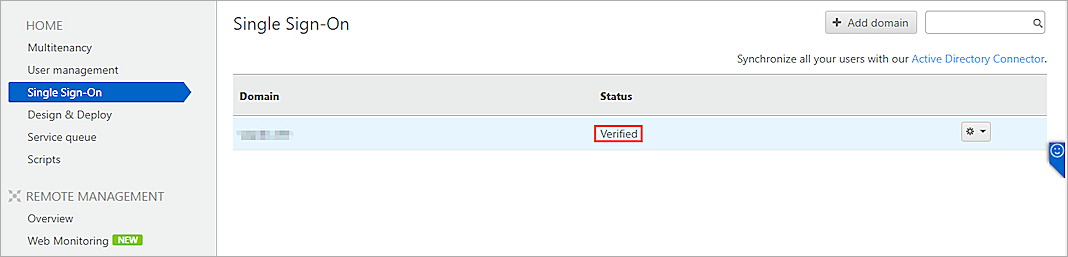 HOME
Multitenancy
User management
Single Sign-On
Design & Deploy
Service queue
Scripts
REMOTE MANAGEMENT
Overview
Web Monitoring NEW
Single Sign-On
Add domain
Synchronize all your users with our Active Directory Connector.
Domain Status
Verified